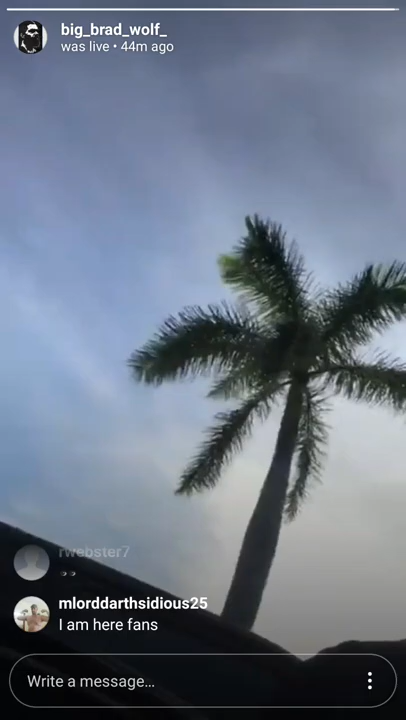 big_brad_wolf_
was live • 44m ago
rwebster7
👀
mlorddarthsidious25
I am here fans
Write a message...